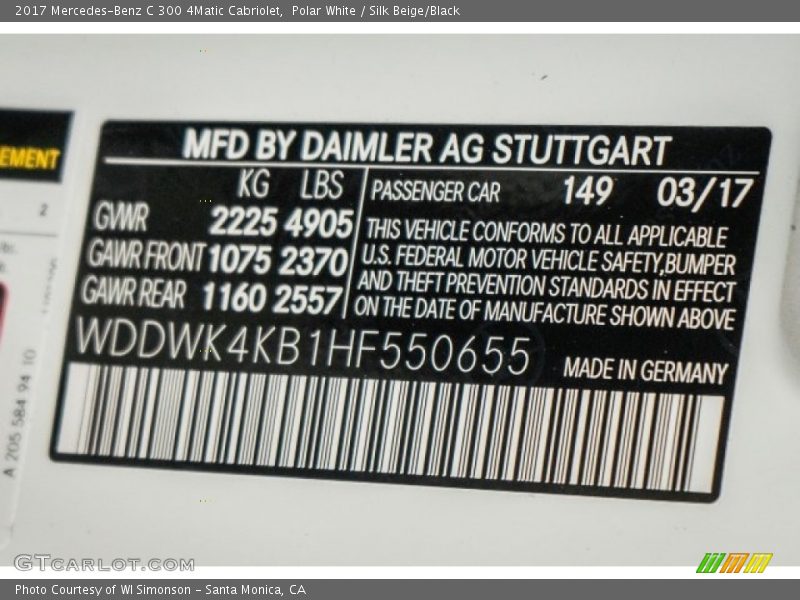 2017 Mercedes-Benz C 300 4Matic Cabriolet,  Polar White / Silk Beige/Black
EMENT
2
A 205 584 94 10
MFD BY DAIMLER AG STUTTGART
KG LBS
GWR 2225 4905
GAWR FRONT 1075 2370
GAWR REAR 1160 2557
PASSENGER CAR 149 03/17
THIS VEHICLE CONFORMS TO ALL APPLICABLE
U.S. FEDERAL MOTOR VEHICLE SAFETY,BUMPER
AND THEFT PREVENTION STANDARDS IN EFFECT
ON THE DATE OF MANUFACTURE SHOWN ABOVE
WDDWK4KB1HF550655
MADE IN GERMANY
GTCARLOT.COM
Photo Courtesy of WI Simonson - Santa Monica, CA